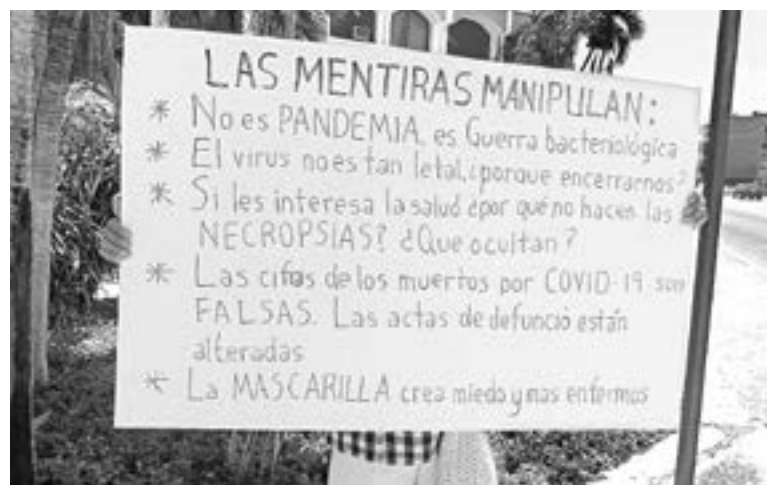 LAS MENTIRAS MANIPULAN:
* No es PANDEMIA, es Guerra bacteriológica
* El virus no es tan letal, ¿porque encerrarnos?
* Si les interesa la salud ¿por qué no hacen las
NECROPSIAS? ¿Que ocultan?
* Las cifas de los muertos por COVID-19 son
FALSAS. Las actas de defunció están
alteradas
* La MASCARILLA crea miedo y mas enfermos